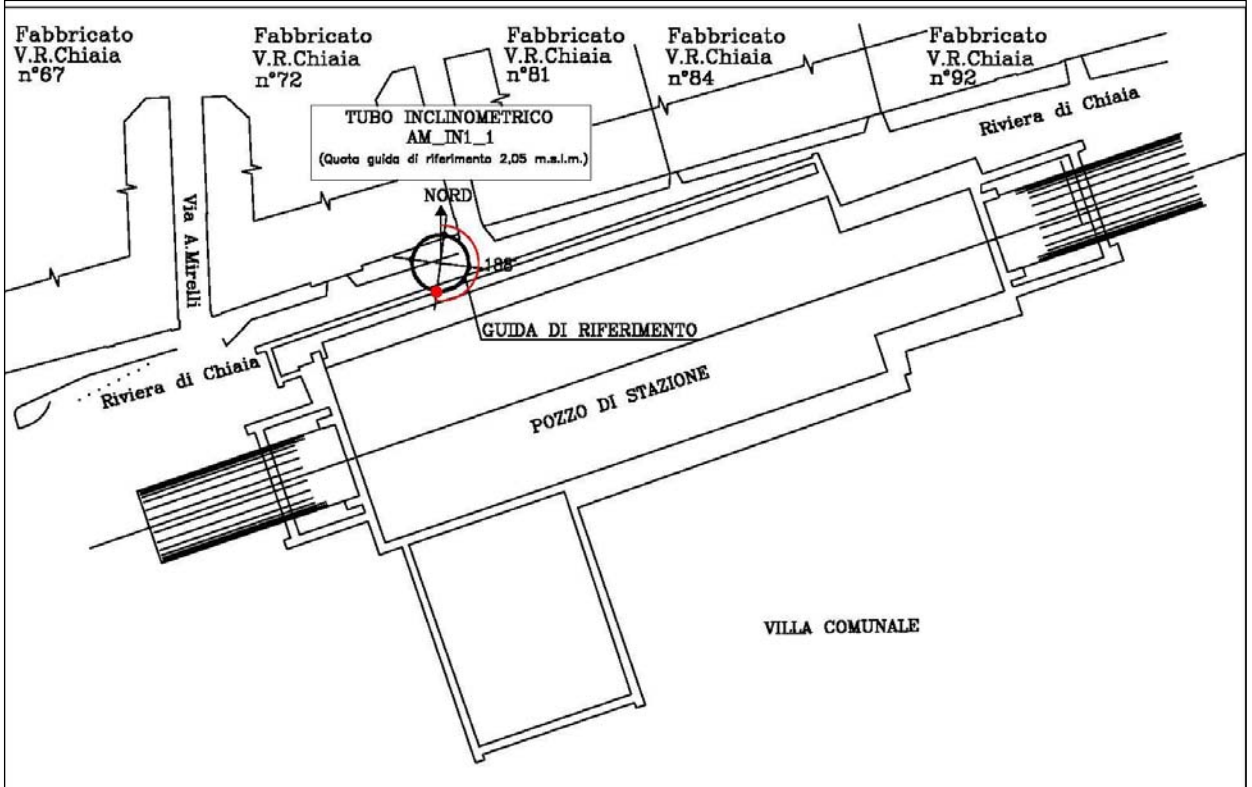 Fabbricato
V.R.Chiaia
n°67
Fabbricato
V.R.Chiaia
n°72
Fabbricato
V.R.Chiaia
n°81
Fabbricato
V.R.Chiaia
n°84
Fabbricato
V.R.Chiaia
n°92
TUBO INCLINOMETRICO
AM_IN1_1
(Quota guida di riferimento 2,05 m.s.l.m.)
Riviera di Chiaia
NORD
Via A.Mirelli
188°
GUIDA DI RIFERIMENTO
Riviera di Chiaia
POZZO DI STAZIONE
VILLA COMUNALE